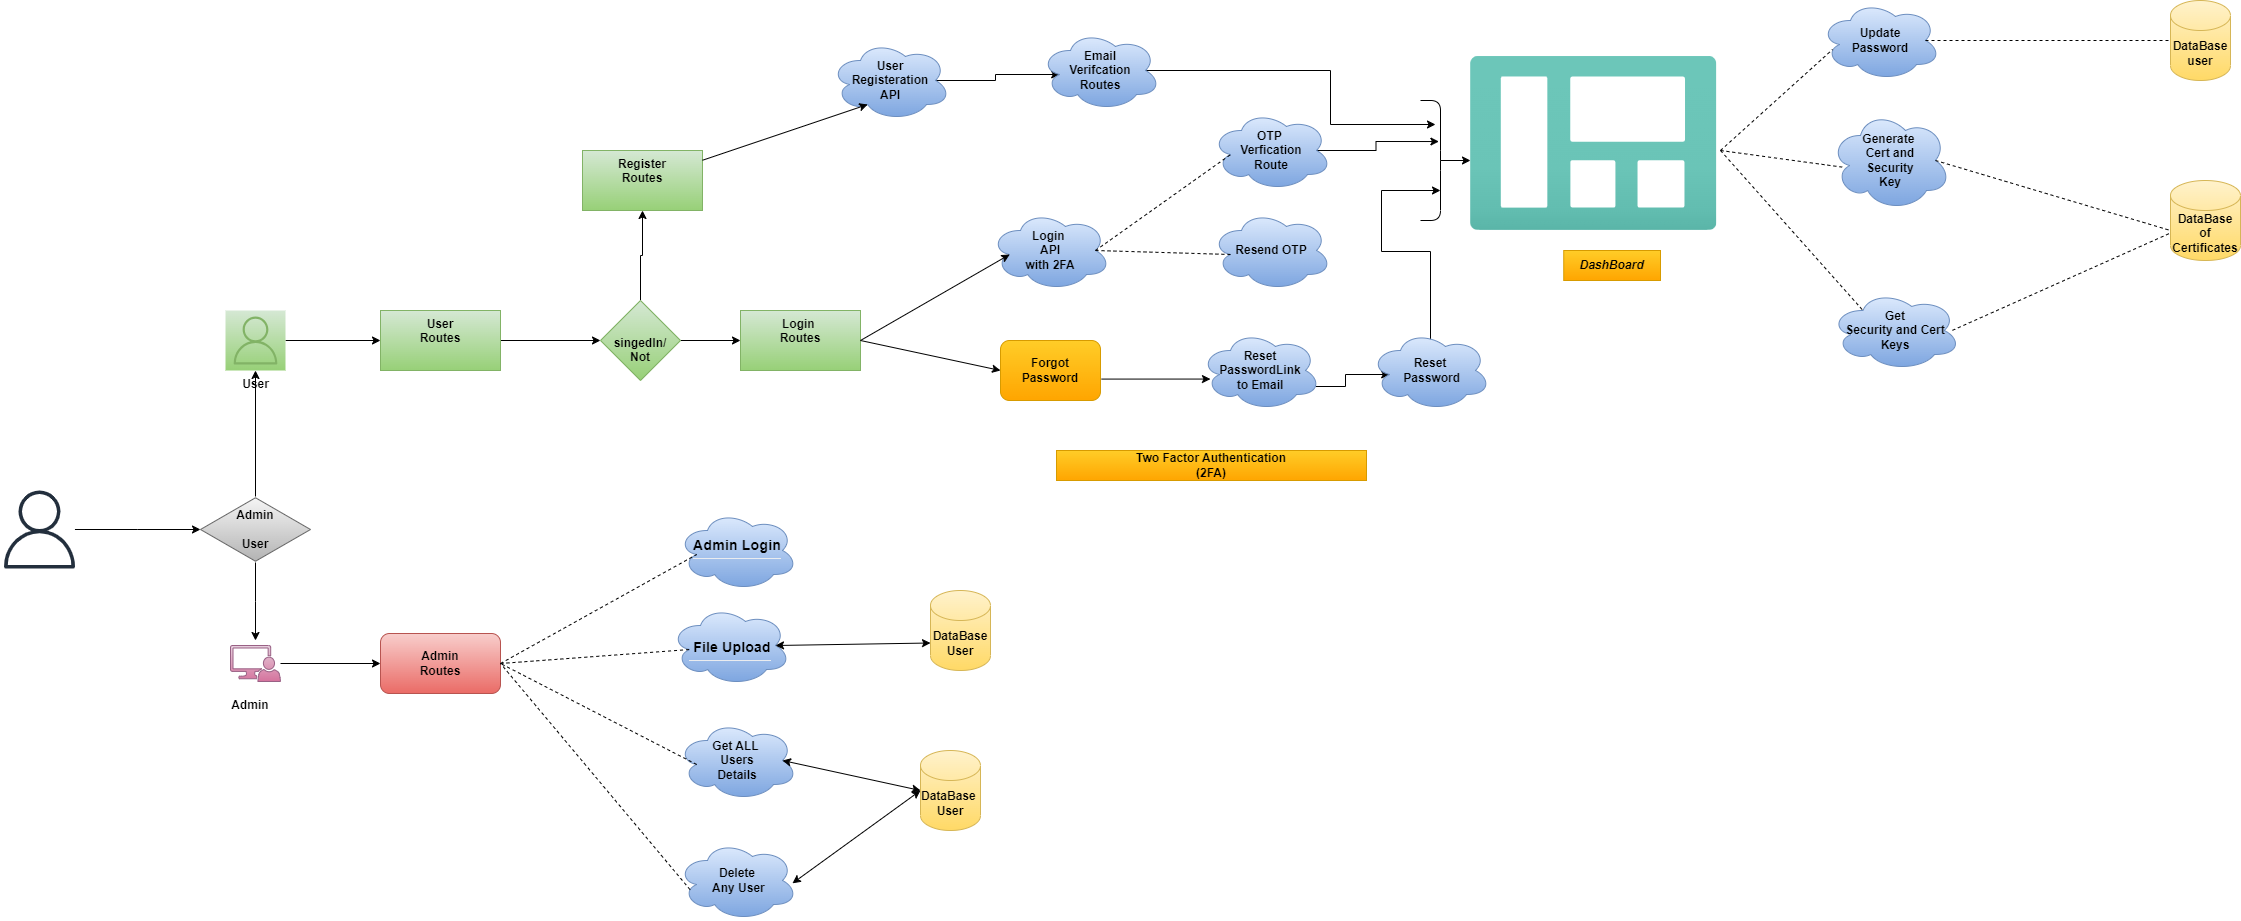 User
Registeration
API
Email
Verifcation
Routes
Update
Password
DataBase
user
OTP
Verfication
Route
Generate
Cert and
Security
Key
Register
Routes
DataBase
of
Certificates
Login
API
with 2FA
Resend OTP
DashBoard
User
User
Routes
singedIn/
Not
Login
Routes
Forgot
Password
Reset
PasswordLink
to Email
Reset
Password
Get
Security and Cert
Keys
Two Factor Authentication
(2FA)
Admin
User
Admin Login
File Upload
DataBase
User
Admin
Admin
Routes
Get ALL
Users
Details
DataBase
User
Delete
Any User